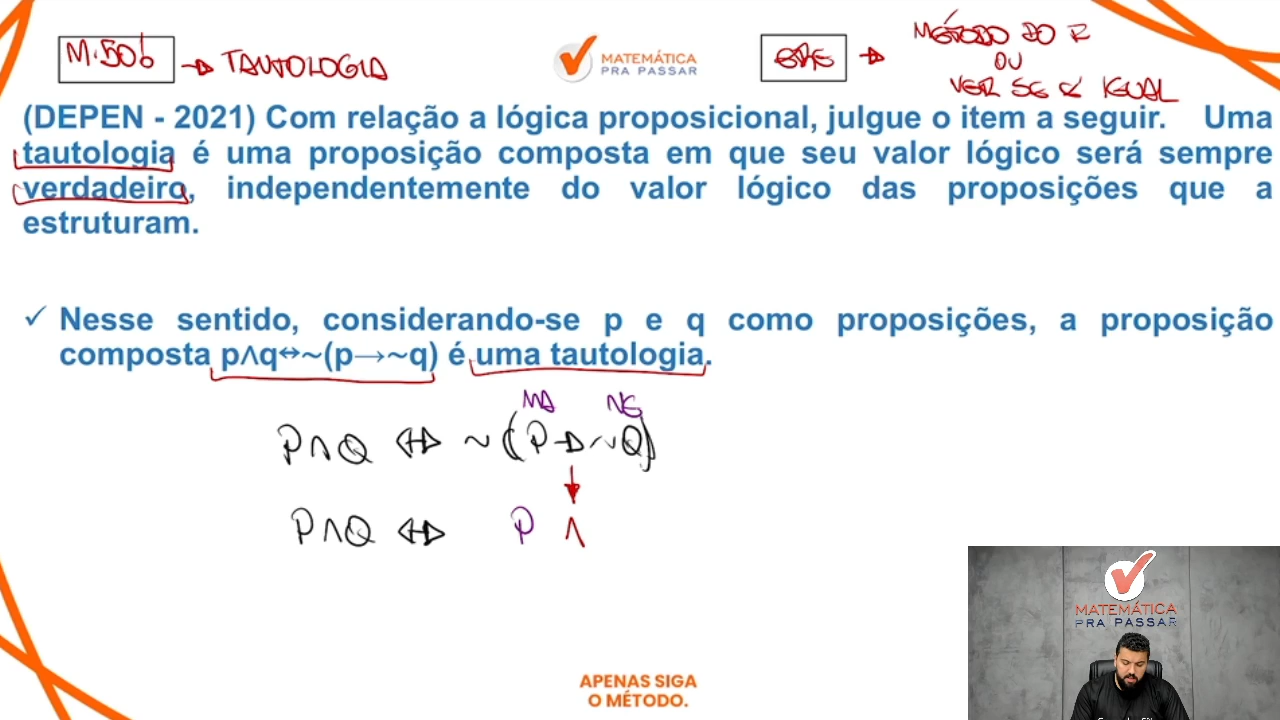 M.50!
→ TAUTOLOGIA
MATEMÁTICA
PRA PASSAR
MÉTODO DO F
OU
VER SE É IGUAL
(DEPEN - 2021) Com relação a lógica proposicional, julgue o item a seguir. Uma
tautologia é uma proposição composta em que seu valor lógico será sempre
verdadeiro, independentemente do valor lógico das proposições que a
estruturam.
✓ Nesse sentido, considerando-se p e q como proposições, a proposição
composta p∧q↔~(p→~q) é uma tautologia.
MA NE
P∧Q ↔ ~(P→~Q)
P∧Q ↔ P ∧
MATEMÁTICA
PRA PASSAR
APENAS SIGA
O MÉTODO.